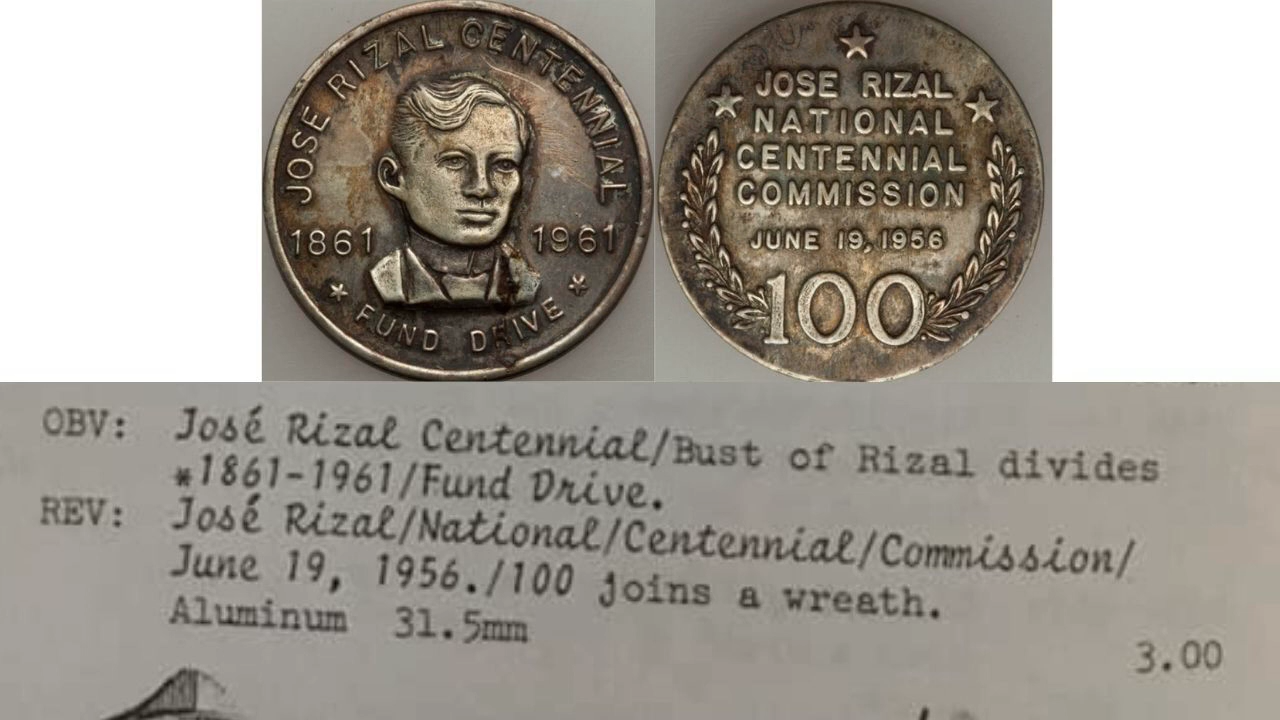 JOSE RIZAL CENTENNIAL
1861 1961
* FUND DRIVE *
JOSE RIZAL
NATIONAL
CENTENNIAL
COMMISSION
JUNE 19, 1956
100
OBV: José Rizal Centennial/Bust of Rizal divides
*1861-1961/Fund Drive.
REV: José Rizal/National/Centennial/Commission/
June 19, 1956./100 joins a wreath.
Aluminum 31.5mm
3.00